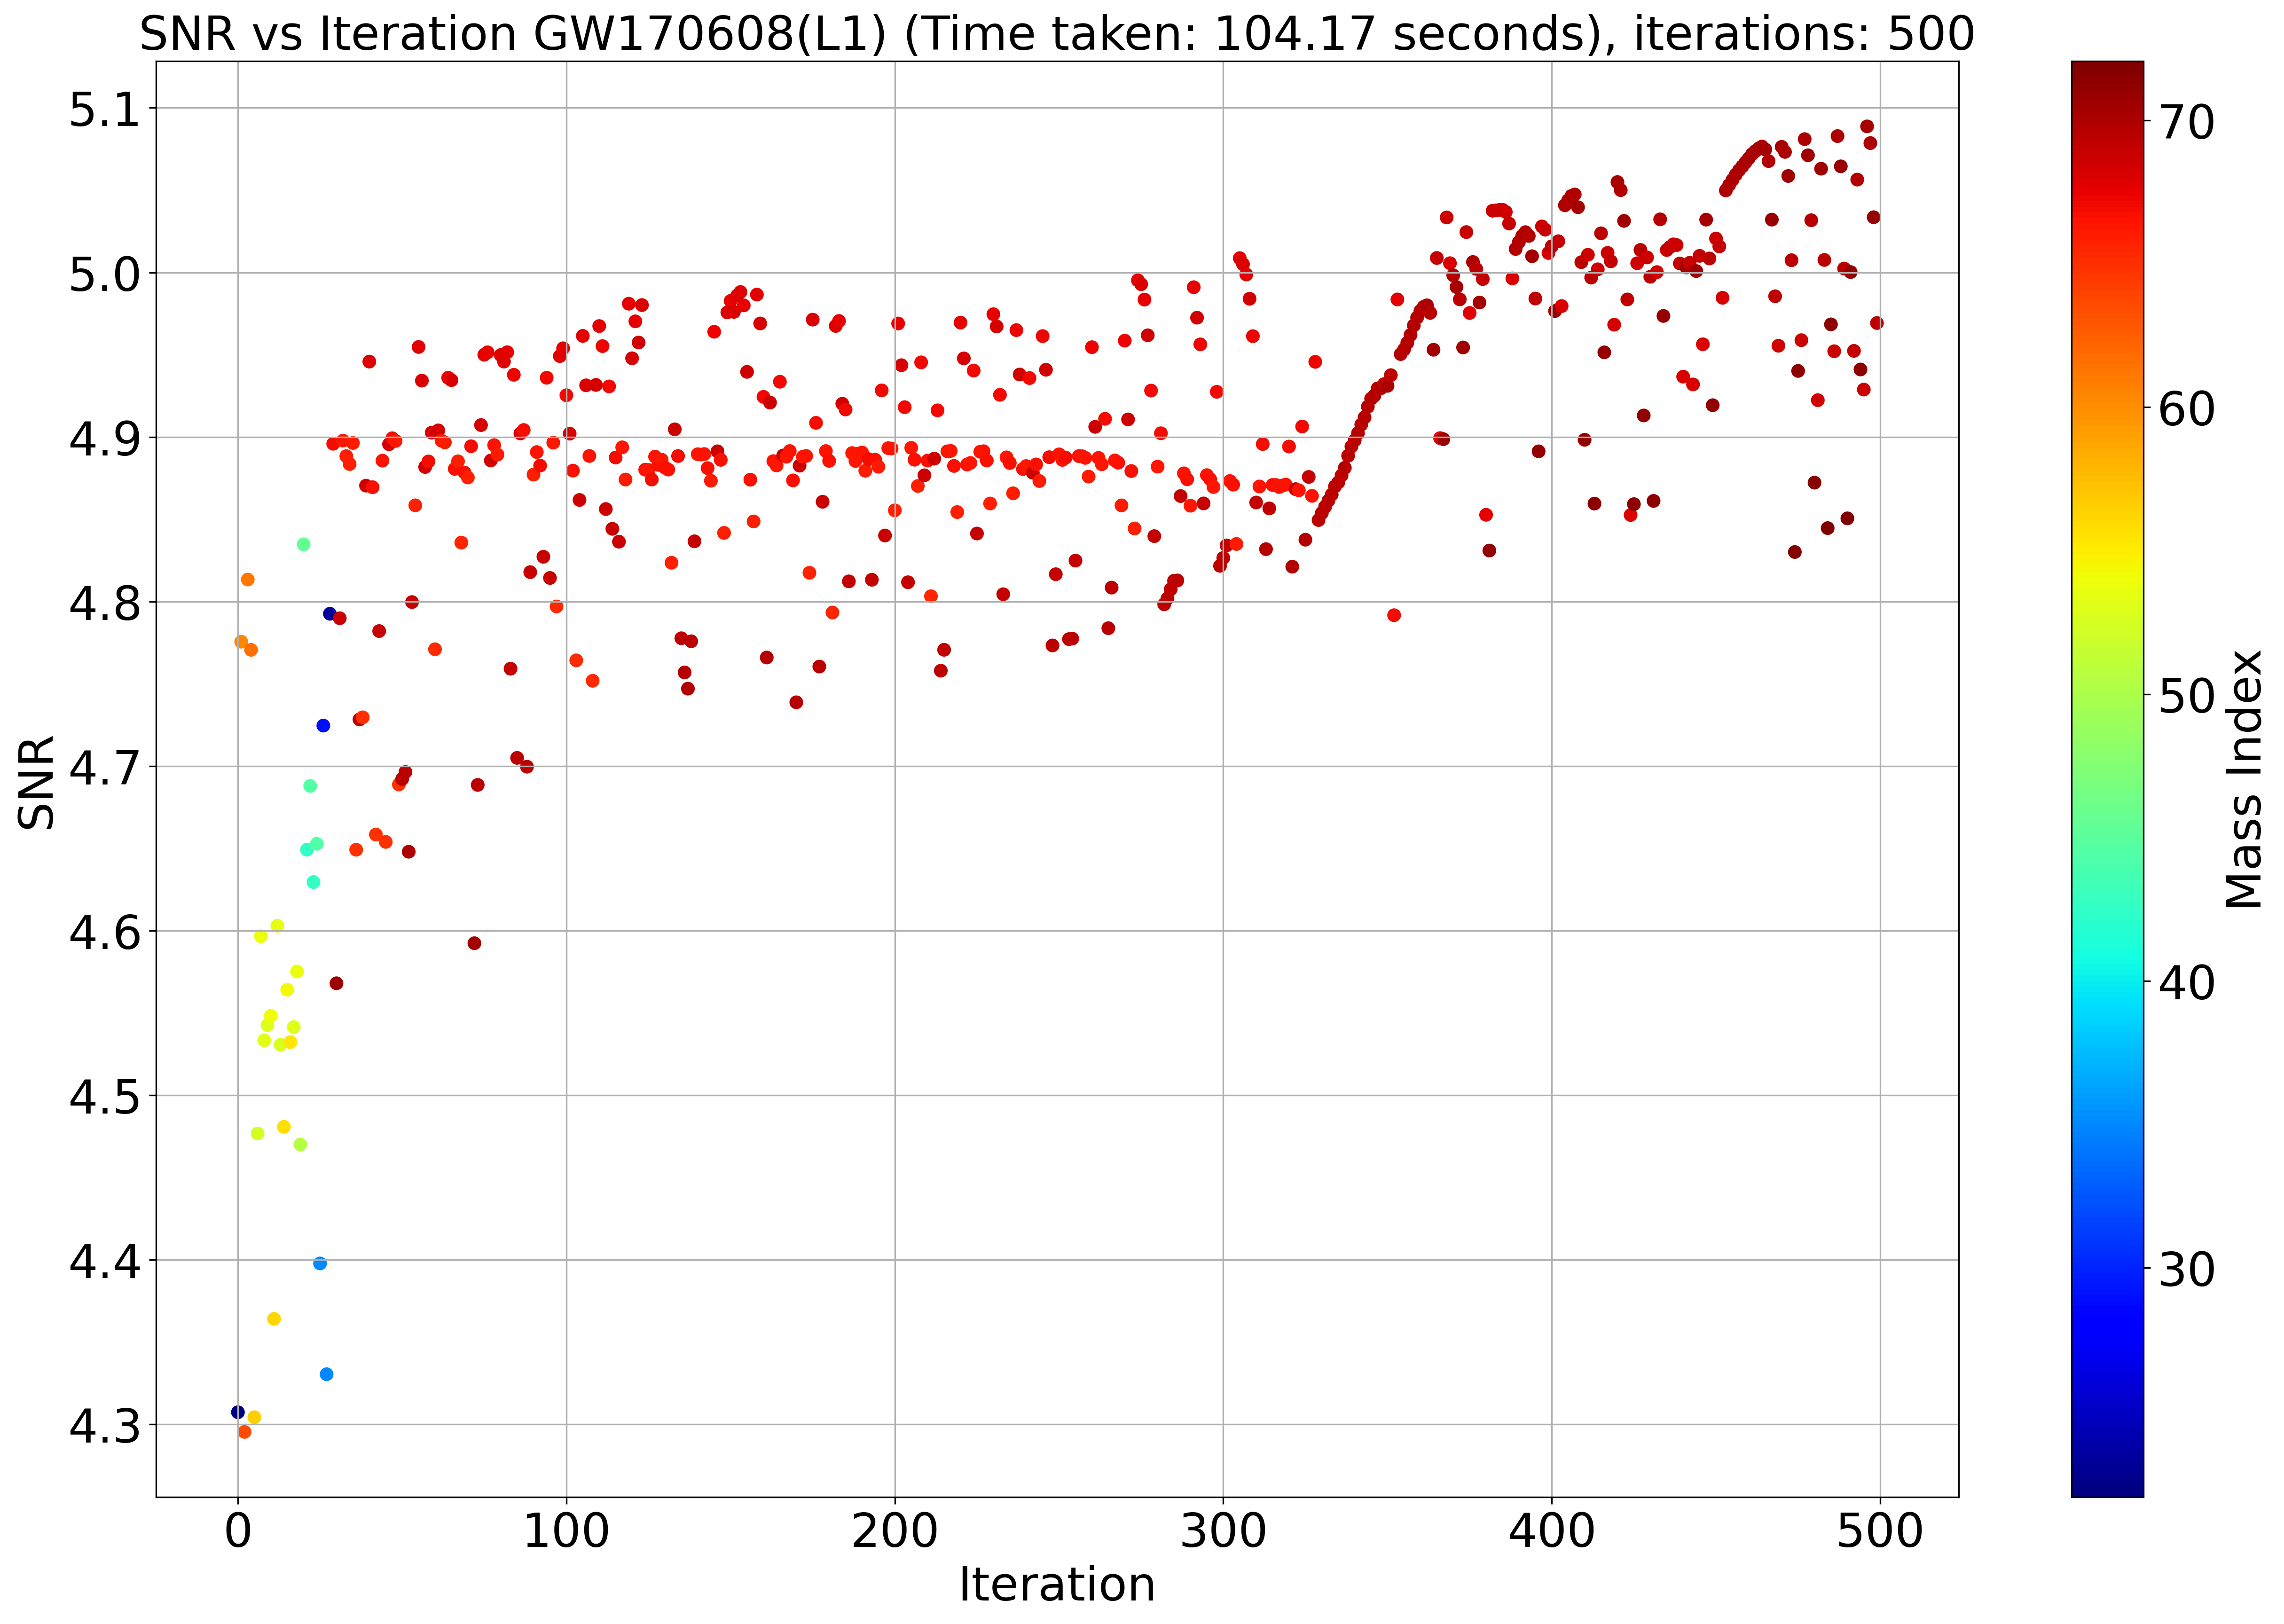 SNR vs Iteration GW170608(L1) (Time taken: 104.17 seconds), iterations: 500
5.1
5.0
4.9
4.8
4.7
4.6
4.5
4.4
4.3
SNR
0 100 200 300 400 500
Iteration
70
60
50
40
30
Mass Index